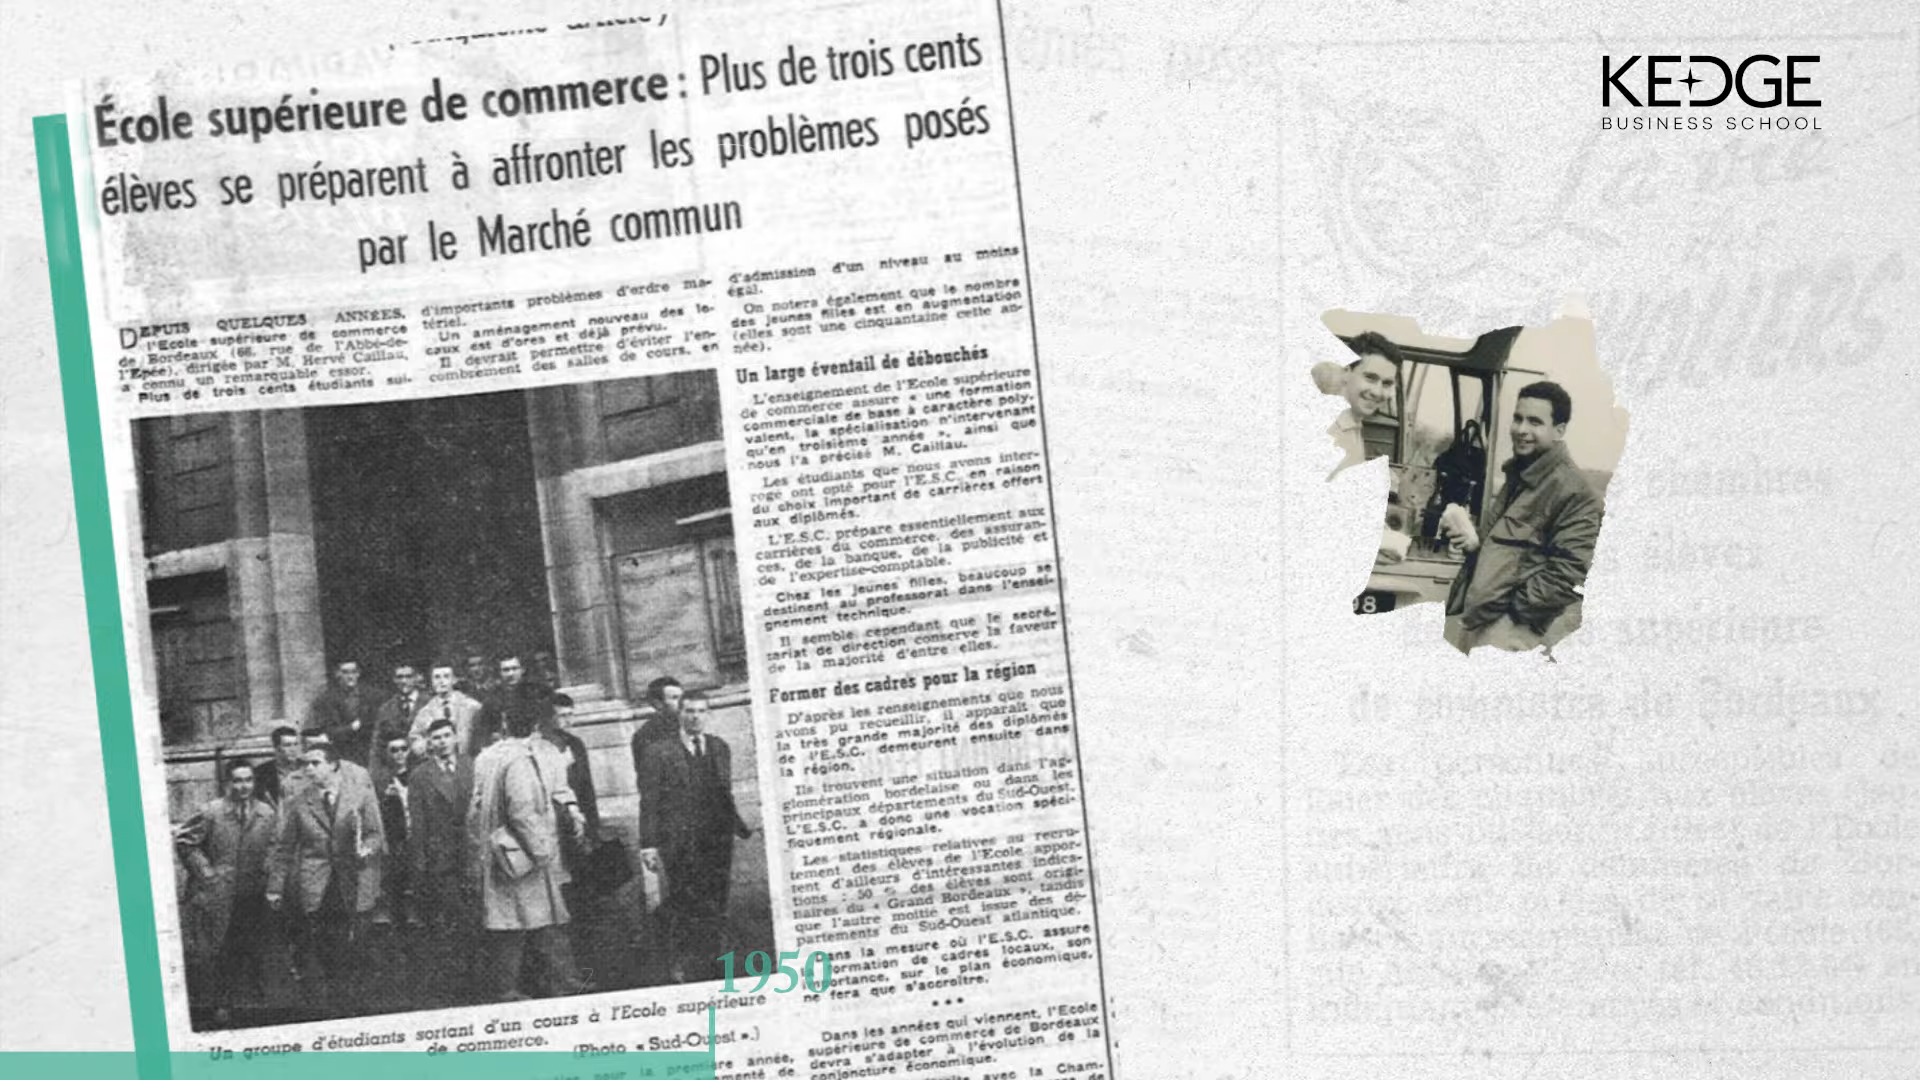 École supérieure de commerce : Plus de trois cents
élèves se préparent à affronter les problèmes posés
par le Marché commun
DEPUIS QUELQUES ANNÉES,
l'Ecole supérieure de commerce
de Bordeaux (66, rue de l'Abbé-de-
l'Epée), dirigée par M. Hervé Caillau,
a connu un remarquable essor.
Plus de trois cents étudiants sui-
d'importants problèmes d'ordre ma-
tériel.
Un aménagement nouveau des lo-
caux est d'ores et déjà prévu.
Il devrait permettre d'éviter l'en-
combrement des salles de cours, en
d'admission d'un niveau au moins
égal.
On notera également que le nombre
des jeunes filles est en augmentation
(elles sont une cinquantaine cette an-
née).
Un large éventail de débouchés
L'enseignement de l'Ecole supérieure
de commerce assure « une formation
commerciale de base à caractère poly-
valent, la spécialisation n'intervenant
qu'en troisième année », ainsi que
nous l'a précisé M. Caillau.
Les étudiants que nous avons inter-
rogé ont opté pour l'E.S.C. en raison
du choix important de carrières offert
aux diplômés.
L'E.S.C. prépare essentiellement aux
carrières du commerce, des assuran-
ces, de la banque, de la publicité et
de l'expertise-comptable.
Chez les jeunes filles, beaucoup se
destinent au professorat dans l'ensei-
gnement technique.
Il semble cependant que le secré-
tariat de direction conserve la faveur
de la majorité d'entre elles.
Former des cadres pour la région
D'après les renseignements que nous
avons pu recueillir, il apparaît que
la très grande majorité des diplômés
de l'E.S.C. demeurent ensuite dans
la région.
Ils trouvent une situation dans l'ag-
glomération bordelaise ou dans les
principaux départements du Sud-Ouest.
L'E.S.C. a donc une vocation spéci-
fiquement régionale.
Les statistiques relatives au recru-
tement des élèves de l'Ecole appor-
tent d'ailleurs d'intéressantes indica-
tions : 50 % des élèves sont origi-
naires du « Grand Bordeaux », tandis
que l'autre moitié est issue des dé-
partements du Sud-Ouest atlantique.
Dans la mesure où l'E.S.C. assure
la formation de cadres locaux, son
importance, sur le plan économique,
ne fera que s'accroître.
* * *
Dans les années qui viennent, l'Ecole
supérieure de commerce de Bordeaux
devra s'adapter à l'évolution de la
conjoncture économique.
avec la Cham-
Un groupe d'étudiants sortant d'un cours à l'Ecole supérieure
de commerce. (Photo « Sud-Ouest ».)
pour la première année,
1950
7
KEDGE
BUSINESS SCHOOL
98